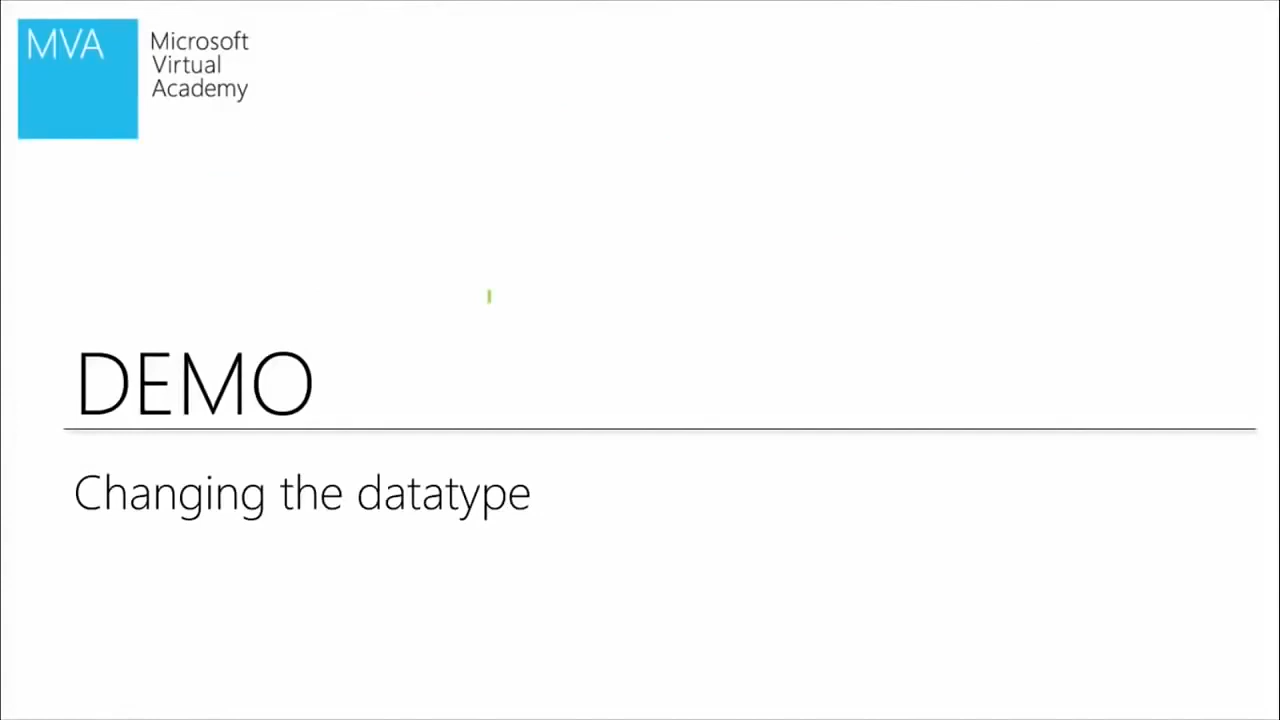 MVA
Microsoft
Virtual
Academy
DEMO
Changing the datatype